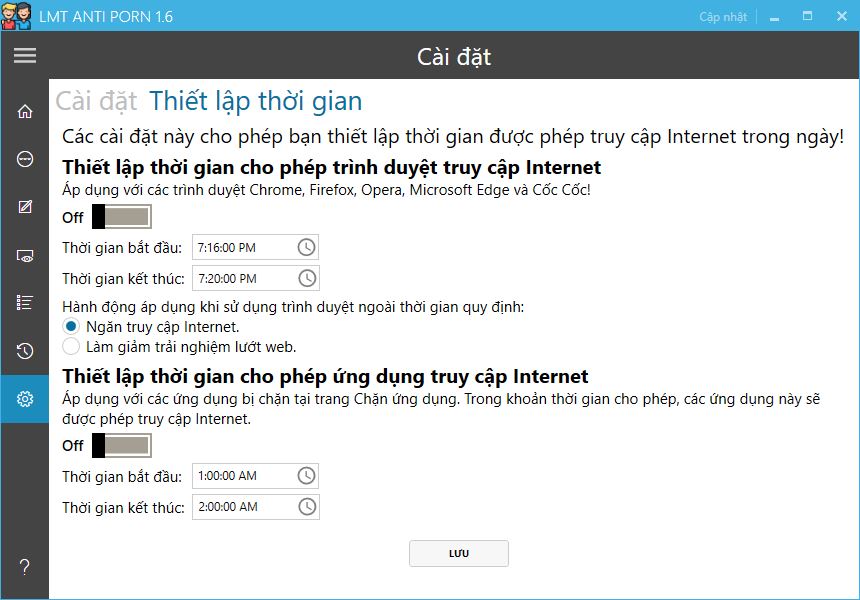 LMT ANTI PORN 1.6
Cập nhật
Cài đặt
Cài đặt Thiết lập thời gian
Các cài đặt này cho phép bạn thiết lập thời gian được phép truy cập Internet trong ngày!
Thiết lập thời gian cho phép trình duyệt truy cập Internet
Áp dụng với các trình duyệt Chrome, Firefox, Opera, Microsoft Edge và Cốc Cốc!
Off
Thời gian bắt đầu: 7:16:00 PM
Thời gian kết thúc: 7:20:00 PM
Hành động áp dụng khi sử dụng trình duyệt ngoài thời gian quy định:
Ngăn truy cập Internet.
Làm giảm trải nghiệm lướt web.
Thiết lập thời gian cho phép ứng dụng truy cập Internet
Áp dụng với các ứng dụng bị chặn tại trang Chặn ứng dụng. Trong khoản thời gian cho phép, các ứng dụng này sẽ
được phép truy cập Internet.
Off
Thời gian bắt đầu: 1:00:00 AM
Thời gian kết thúc: 2:00:00 AM
LƯU
?